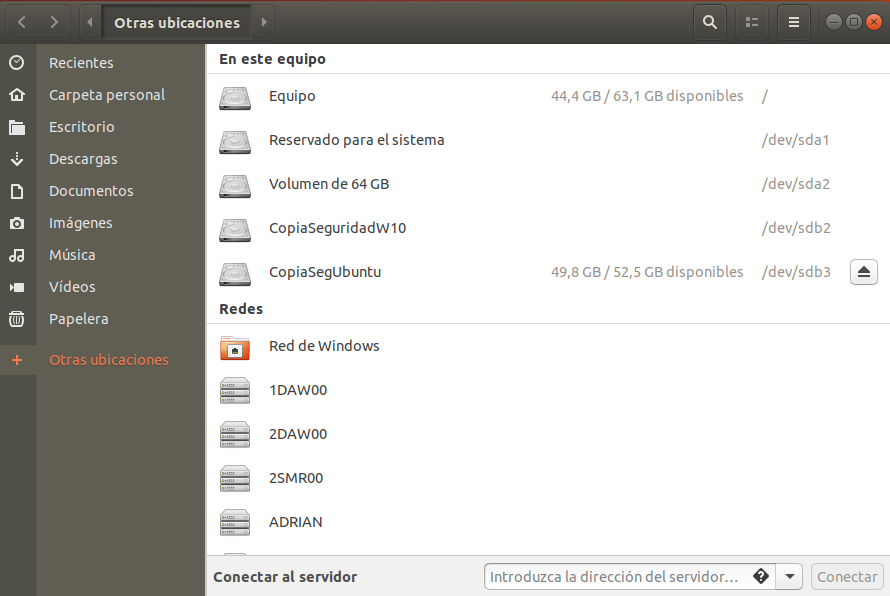 Otras ubicaciones
Recientes
Carpeta personal
Escritorio
Descargas
Documentos
Imágenes
Música
Vídeos
Papelera
Otras ubicaciones
En este equipo
Equipo 44,4 GB / 63,1 GB disponibles /
Reservado para el sistema /dev/sda1
Volumen de 64 GB /dev/sda2
CopiaSeguridadW10 /dev/sdb2
CopiaSegUbuntu 49,8 GB / 52,5 GB disponibles /dev/sdb3
Redes
Red de Windows
1DAW00
2DAW00
2SMR00
ADRIAN
Conectar al servidor Introduzca la dirección del servidor… Conectar